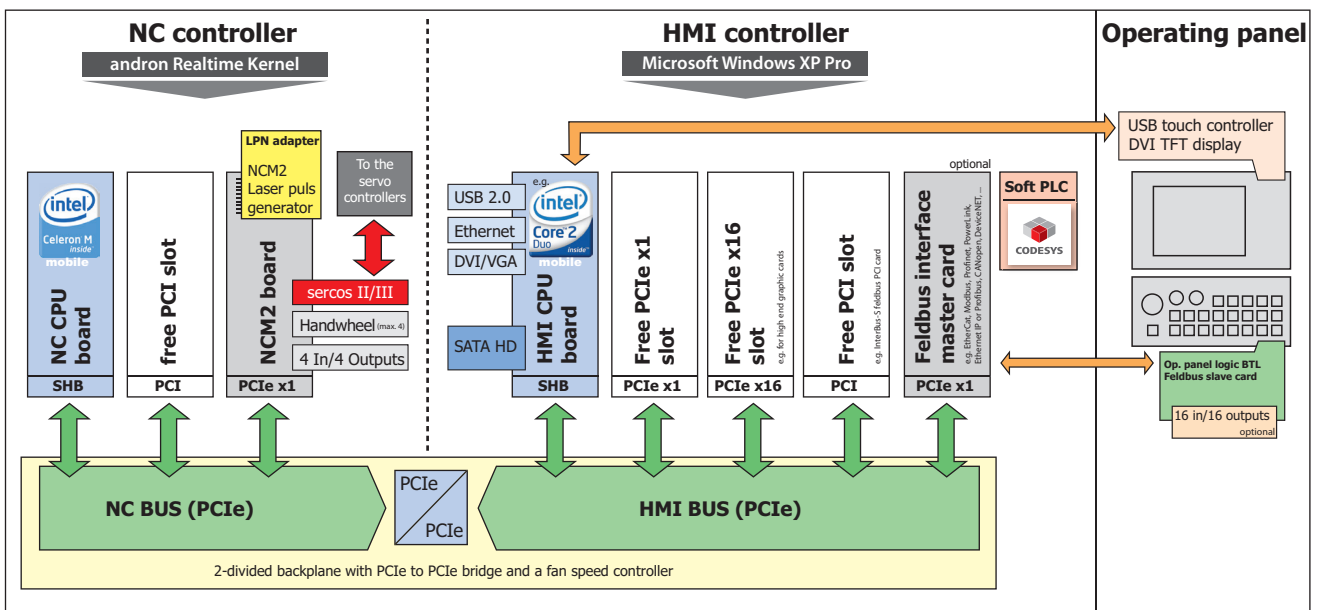 NC controller
andron Realtime Kernel
HMI controller
Microsoft Windows XP Pro
Operating panel
LPN adapter
NCM2
Laser puls
generator
To the
servo
controllers
intel
Celeron M
inside™
mobile
NC CPU
board
SHB
free PCI slot
PCI
NCM2 board
PCIe x1
sercos II/III
Handwheel (max. 4)
4 In/4 Outputs
USB 2.0
Ethernet
DVI/VGA
SATA HD
e.g.
intel
Core™2
Duo
inside™
mobile
HMI CPU
board
SHB
Free PCIe x1
slot
PCIe x1
Free PCIe x16
slot
e.g. for high end graphic cards
PCIe x16
Free PCI slot
e.g. InterBus-S feldbus PCI card
PCI
optional
Feldbus interface
master card
e.g. EtherCat, Modbus, Profinet, PowerLink,
Ethernet IP or Profibus, CANopen, DeviceNET, ...
PCIe x1
Soft PLC
CODESYS
USB touch controller
DVI TFT display
Op. panel logic BTL
Feldbus slave card
16 in/16 outputs
optional
NC BUS (PCIe)
PCIe
PCIe
HMI BUS (PCIe)
2-divided backplane with PCIe to PCIe bridge and a fan speed controller